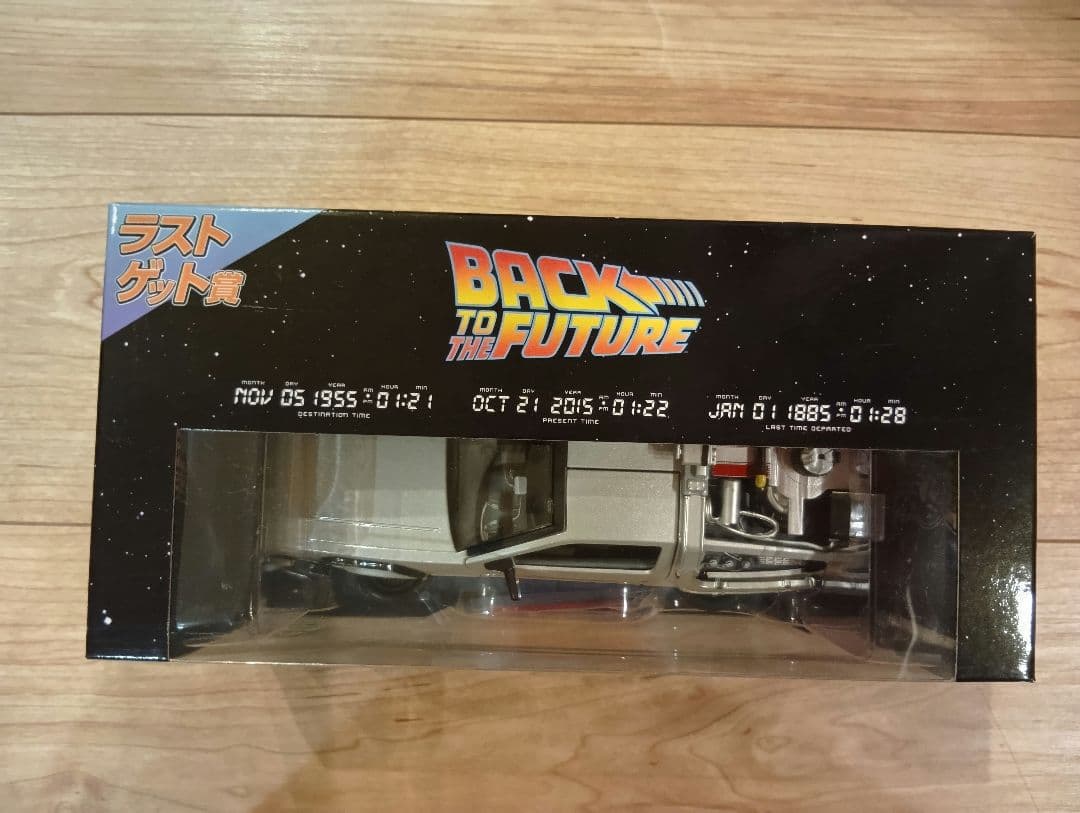 ラスト
ゲット賞
BACK
TO
THE FUTURE
MONTH DAY YEAR AM PM HOUR MIN
NOV 05 1955 01:21
DESTINATION TIME
MONTH DAY YEAR AM PM HOUR MIN
OCT 21 2015 01:22
PRESENT TIME
MONTH DAY YEAR AM PM HOUR MIN
JAN 01 1885 01:28
LAST TIME DEPARTED